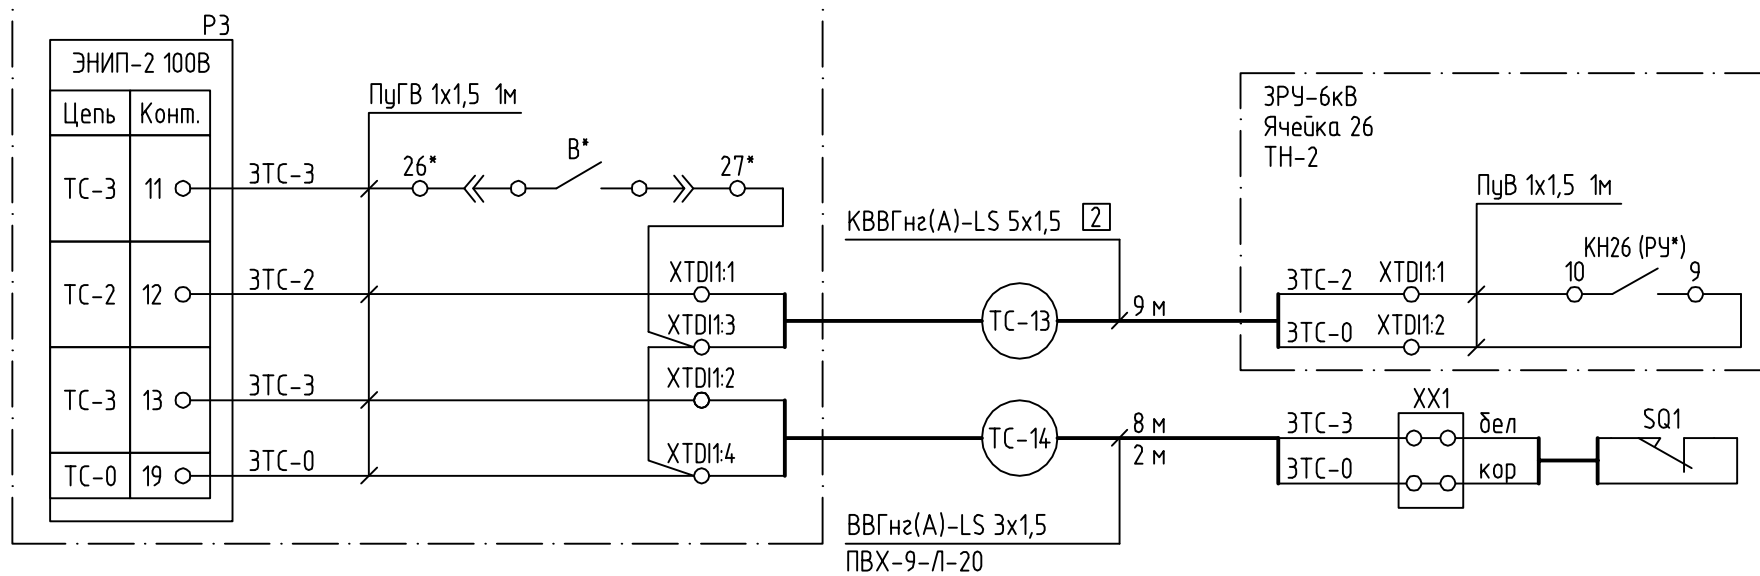 Р3
ЭНИП-2 100В
Цепь Конт.
ТС-3 11
ТС-2 12
ТС-3 13
ТС-0 19
3ТС-3
3ТС-2
3ТС-3
3ТС-0
ПуГВ 1х1,5 1м
26*
В*
27*
XTDI1:1
XTDI1:3
XTDI1:2
XTDI1:4
КВВГнг(А)-LS 5х1,5 2
ТС-13
9 м
ТС-14
8 м
2 м
ВВГнг(А)-LS 3х1,5
ПВХ-9-Л-20
ЗРУ-6кВ
Ячейка 26
ТН-2
ПуВ 1х1,5 1м
3ТС-2 XTDI1:1
3ТС-0 XTDI1:2
КН26 (РУ*)
10 9
XX1
3ТС-3 бел
3ТС-0 кор
SQ1